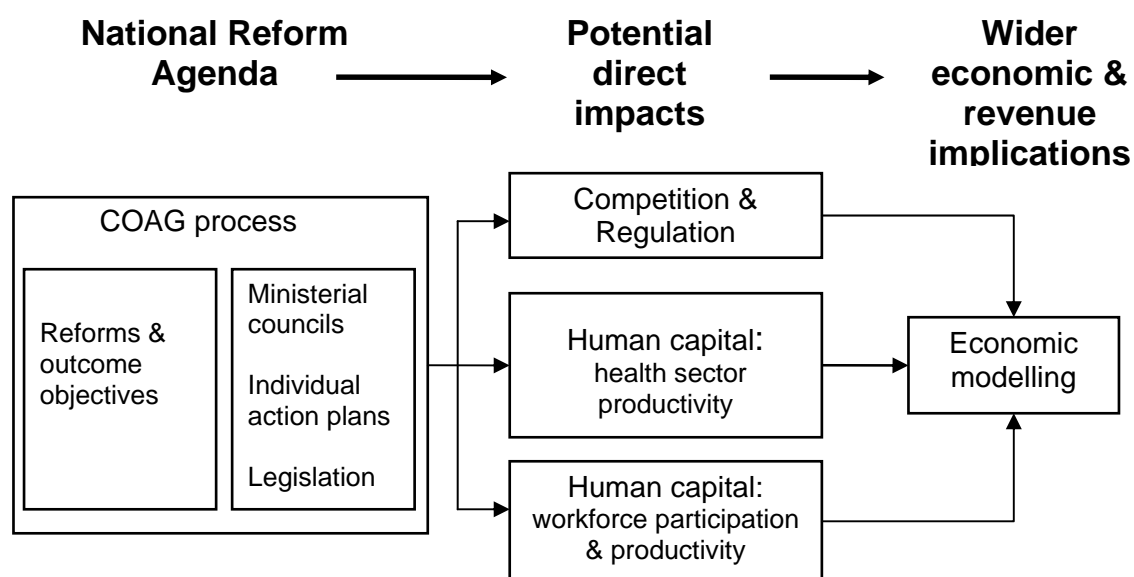 National Reform
Agenda
Potential
direct
impacts
Wider
economic &
revenue
implications
COAG process
Reforms &
outcome
objectives
Ministerial
councils
Individual
action plans
Legislation
Competition &
Regulation
Human capital:
health sector
productivity
Human capital:
workforce participation
& productivity
Economic
modelling